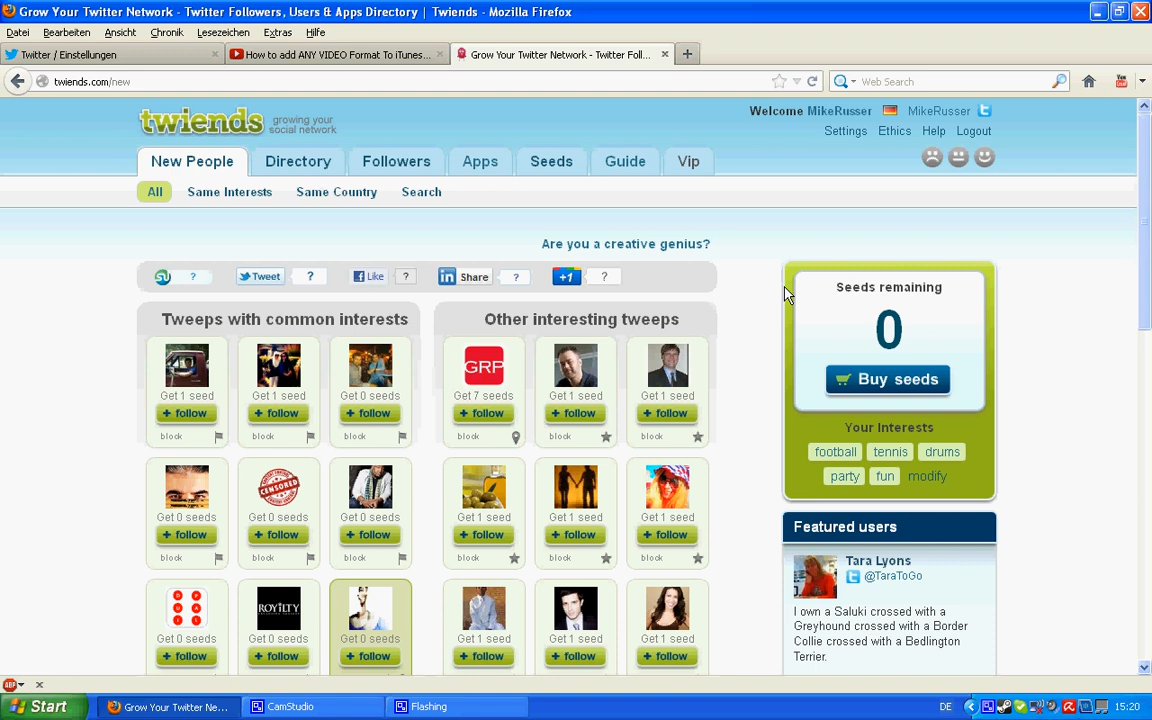 Grow Your Twitter Network - Twitter Followers, Users & Apps Directory | Twiends - Mozilla Firefox
Datei Bearbeiten Ansicht Chronik Lesezeichen Extras Hilfe
Twitter / Einstellungen
How to add ANY VIDEO Format To iTunes...
Grow Your Twitter Network - Twitter Foll...
twiends.com/new
Web Search
twiends growing your social network
Welcome MikeRusser MikeRusser
Settings Ethics Help Logout
New People Directory Followers Apps Seeds Guide Vip
All Same Interests Same Country Search
Are you a creative genius?
? Tweet ? Like ? in Share ? +1 ?
Tweeps with common interests
Other interesting tweeps
GRP
Get 1 seed Get 1 seed Get 0 seeds Get 7 seeds Get 1 seed Get 1 seed
+ follow + follow + follow + follow + follow + follow
block block block block block block
CENSORED
Get 0 seeds Get 0 seeds Get 0 seeds Get 1 seed Get 1 seed Get 1 seed
+ follow + follow + follow + follow + follow + follow
block block block block block block
ROYILTY
Get 0 seeds Get 0 seeds Get 0 seeds Get 1 seed Get 1 seed Get 1 seed
+ follow + follow + follow + follow + follow + follow
Seeds remaining
0
Buy seeds
Your Interests
football tennis drums
party fun modify
Featured users
Tara Lyons
@TaraToGo
I own a Saluki crossed with a
Greyhound crossed with a Border
Collie crossed with a Bedlington
Terrier.
ABP
Start
Grow Your Twitter Ne...
CamStudio
Flashing
DE
15:20